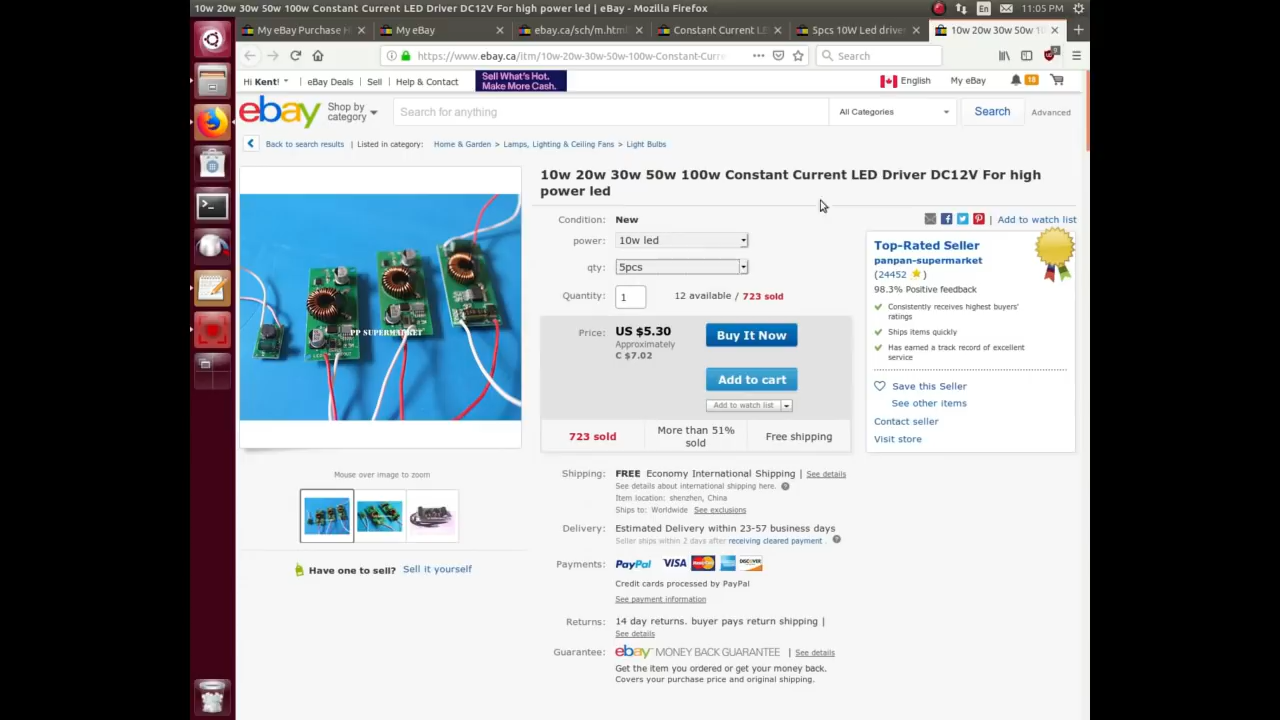 10w 20w 30w 50w 100w Constant Current LED Driver DC12V For high power led | eBay - Mozilla Firefox
En
11:05 PM
My eBay Purchase H
My eBay
ebay.ca/sch/m.html
Constant Current LE
5pcs 10W Led driver
10w 20w 30w 50w 10
https://www.ebay.ca/itm/10w-20w-30w-50w-100w-Constant-Curre
Search
Hi Kent!
eBay Deals
Sell
Help & Contact
Sell What's Hot.
Make More Cash.
English
My eBay
18
ebay
Shop by
category
Search for anything
All Categories
Search
Advanced
Back to search results
Listed in category:
Home & Garden > Lamps, Lighting & Ceiling Fans > Light Bulbs
10w 20w 30w 50w 100w Constant Current LED Driver DC12V For high
power led
Condition: New
| Add to watch list
power: 10w led
qty: 5pcs
Quantity: 1
12 available / 723 sold
Price: US $5.30
Approximately
C $7.02
Buy It Now
Add to cart
Add to watch list
723 sold
More than 51%
sold
Free shipping
Top-Rated Seller
panpan-supermarket
(24452 )
98.3% Positive feedback
Consistently receives highest buyers'
ratings
Ships items quickly
Has earned a track record of excellent
service
Save this Seller
See other items
Contact seller
Visit store
PP SUPERMARKET
Mouse over image to zoom
Have one to sell? Sell it yourself
Shipping: FREE Economy International Shipping | See details
See details about international shipping here.
Item location: shenzen, China
Ships to: Worldwide See exclusions
Delivery: Estimated Delivery within 23-57 business days
Seller ships within 2 days after receiving cleared payment .
Payments: PayPal VISA
DISCOVER
Credit cards processed by PayPal
See payment information
Returns: 14 day returns. buyer pays return shipping |
See details
Guarantee: ebay MONEY BACK GUARANTEE | See details
Get the item you ordered or get your money back.
Covers your purchase price and original shipping.